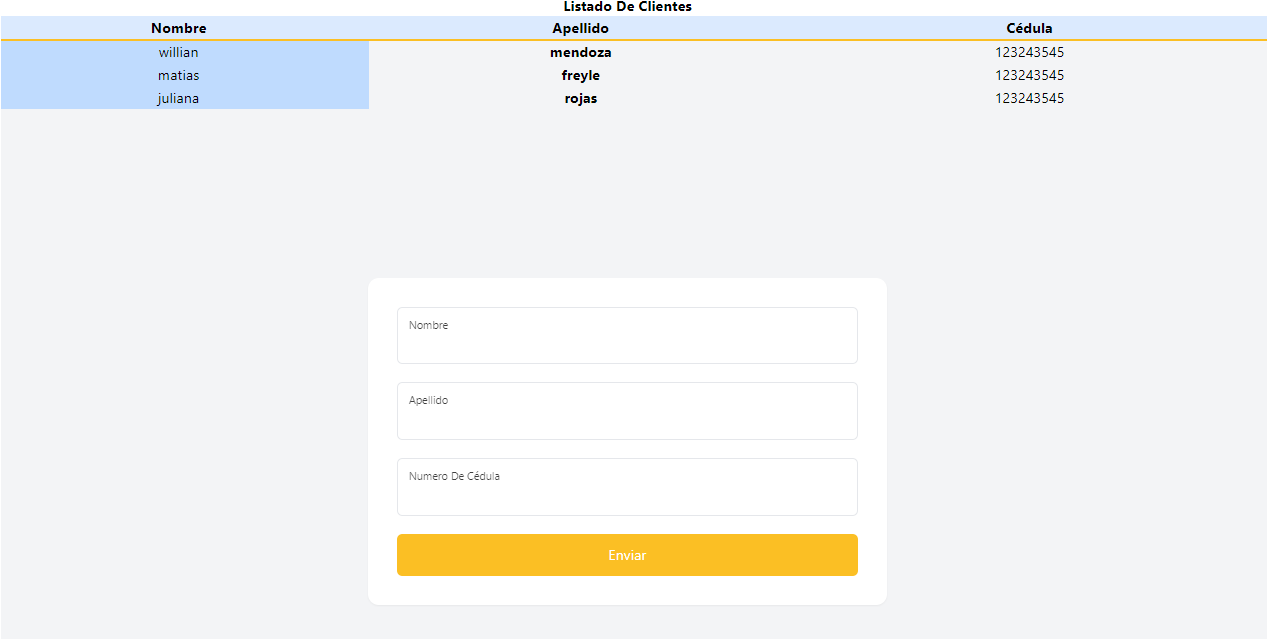 Listado De Clientes
Nombre Apellido Cédula
willian mendoza 123243545
matias freyle 123243545
juliana rojas 123243545
Nombre
Apellido
Numero De Cédula
Enviar